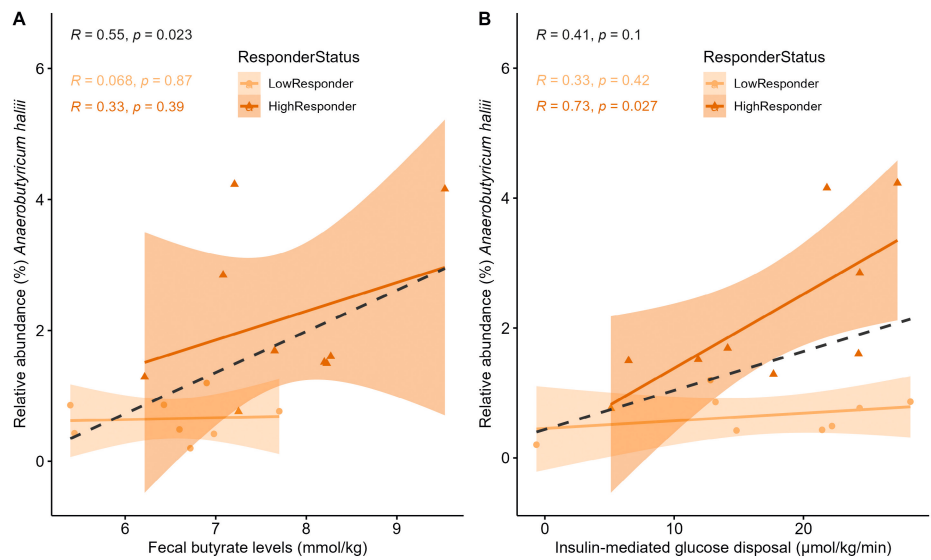 A
R = 0.55, p = 0.023
R = 0.068, p = 0.87
R = 0.33, p = 0.39
ResponderStatus
LowResponder
HighResponder
Relative abundance (%) Anaerobutyricum haliii
6
4
2
0
6
7
8
9
Fecal butyrate levels (mmol/kg)
B
R = 0.41, p = 0.1
R = 0.33, p = 0.42
R = 0.73, p = 0.027
ResponderStatus
LowResponder
HighResponder
Relative abundance (%) Anaerobutyricum haliii
6
4
2
0
0
10
20
Insulin-mediated glucose disposal (μmol/kg/min)